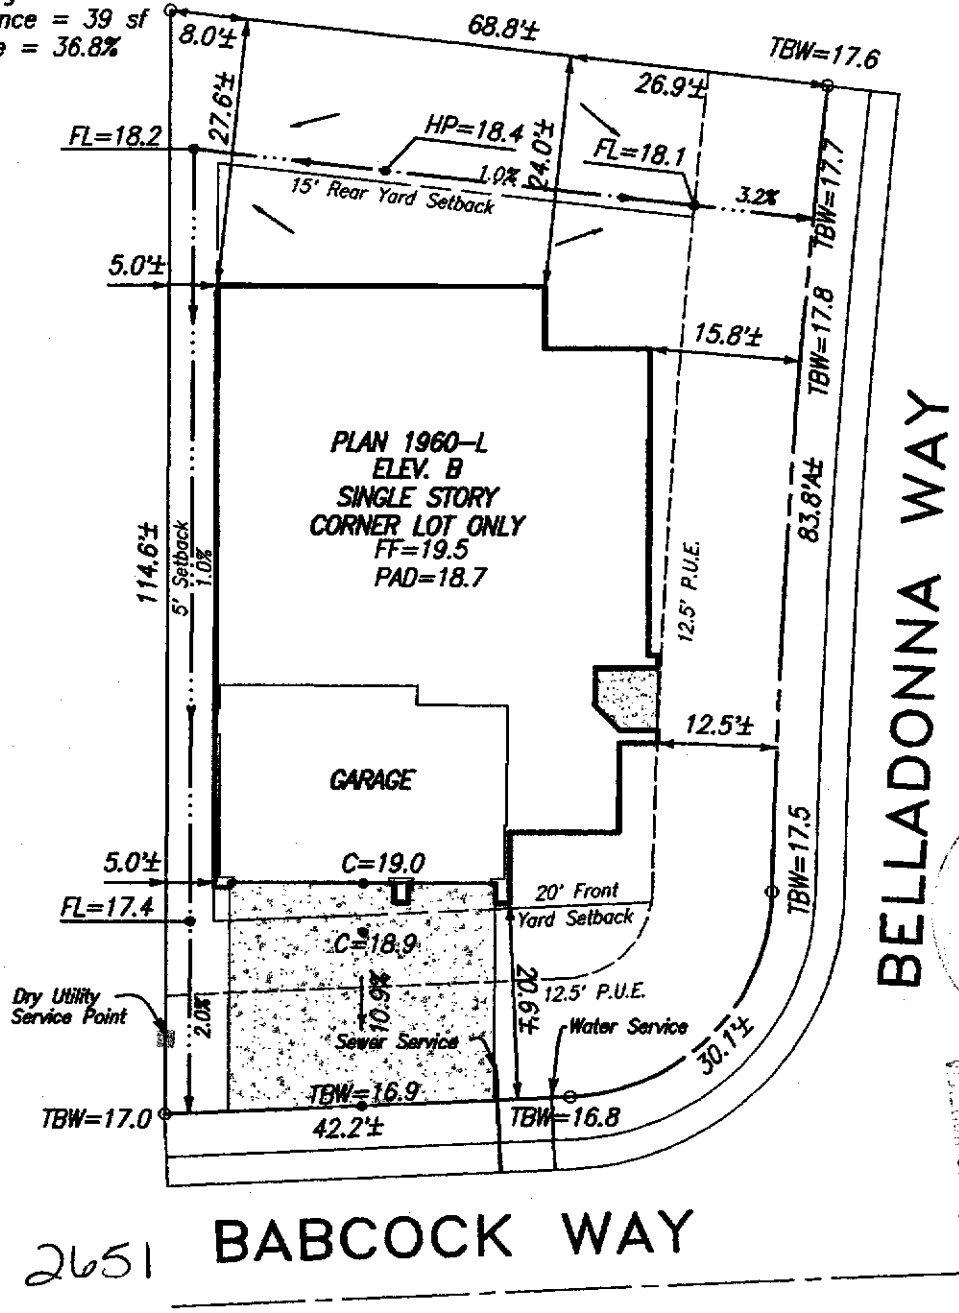 nce = 39 sf
e = 36.8%
8.0'±
68.8'±
TBW=17.6
26.9'±
27.6'±
FL=18.2
HP=18.4
24.0'±
FL=18.1
1.0%
3.2%
TBW=17.7
15' Rear Yard Setback
5.0'±
TBW=17.8
15.8'±
PLAN 1960-L
ELEV. B
SINGLE STORY
CORNER LOT ONLY
FF=19.5
PAD=18.7
114.6'±
5' Setback
1.0%
83.8'A±
12.5' P.U.E.
BELLADONNA WAY
12.5'±
GARAGE
TBW=17.5
5.0'±
C=19.0
FL=17.4
20' Front
Yard Setback
C=18.9
Dry Utility
Service Point
2.0%
10.9%
20.9'±
12.5' P.U.E.
Sewer Service
Water Service
30.1'±
TBW=17.0
TBW=16.9
42.2'±
TBW=16.8
BABCOCK WAY
2651